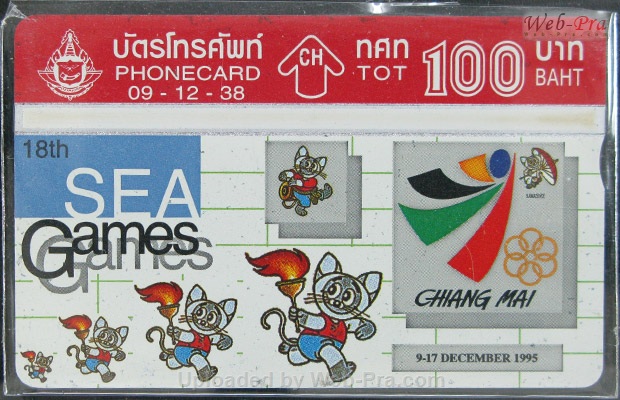 Web-Pra
บัตรโทรศัพท์
PHONECARD
09 - 12 - 38
CH
ทศท
TOT
100
บาท
BAHT
18th
SEA
Games
Games
CHIANG MAI
9-17 DECEMBER 1995
Uploaded by Web-Pra.com